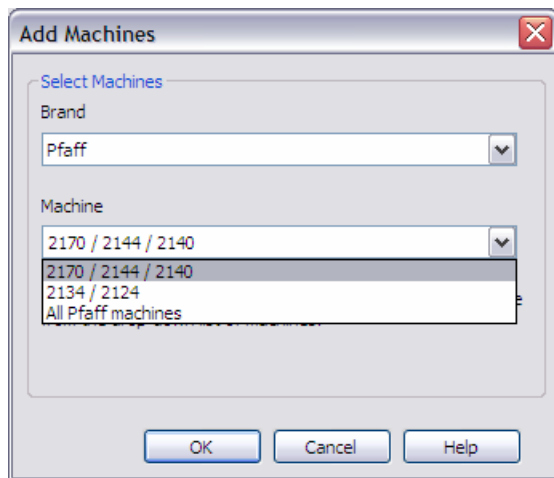 Add Machines
Select Machines
Brand
Pfaff
Machine
2170 / 2144 / 2140
2170 / 2144 / 2140
2134 / 2124
All Pfaff machines
OK
Cancel
Help